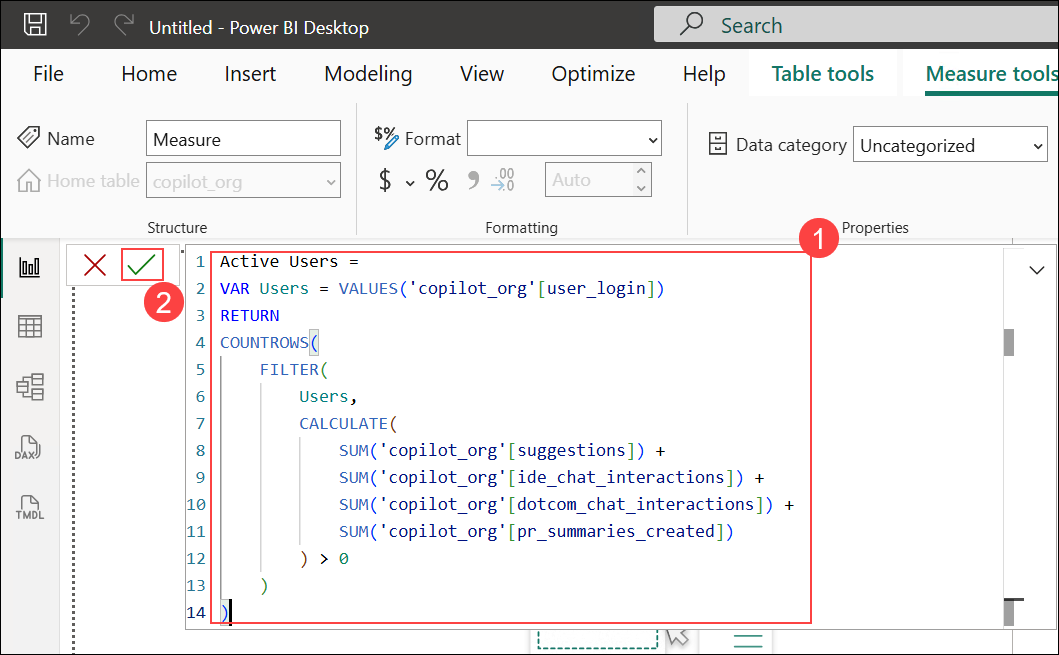 Untitled - Power BI Desktop
Search
File Home Insert Modeling View Optimize Help Table tools Measure tools
Name Measure
$% Format
Data category Uncategorized
Home table copilot_org
$ % 9 .00 →.0 Auto
Structure Formatting Properties
1
2
1 Active Users =
2 VAR Users = VALUES('copilot_org'[user_login])
3 RETURN
4 COUNTROWS(
5 FILTER(
6 Users,
7 CALCULATE(
8 SUM('copilot_org'[suggestions]) +
9 SUM('copilot_org'[ide_chat_interactions]) +
10 SUM('copilot_org'[dotcom_chat_interactions]) +
11 SUM('copilot_org'[pr_summaries_created])
12 ) > 0
13 )
14 )
DAX
TMDL